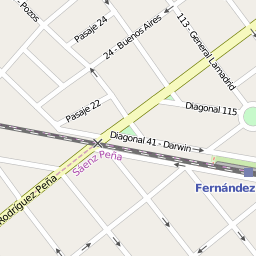 Pozos
Pasaje 24
24 - Buenos Aires
113 - General Lamadrid
Pasaje 22
Diagonal 115
Diagonal 41 - Darwin
Sáenz Peña
Rodríguez Peña
Fernández